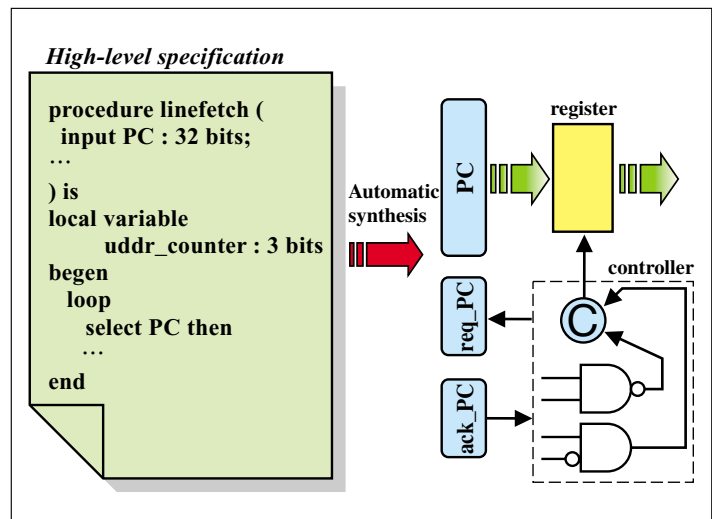 High-level specification
procedure linefetch (
input PC : 32 bits;
...
) is
local variable
uddr_counter : 3 bits
begen
loop
select PC then
...
end
Automatic
synthesis
PC
register
req_PC
ack_PC
controller
C